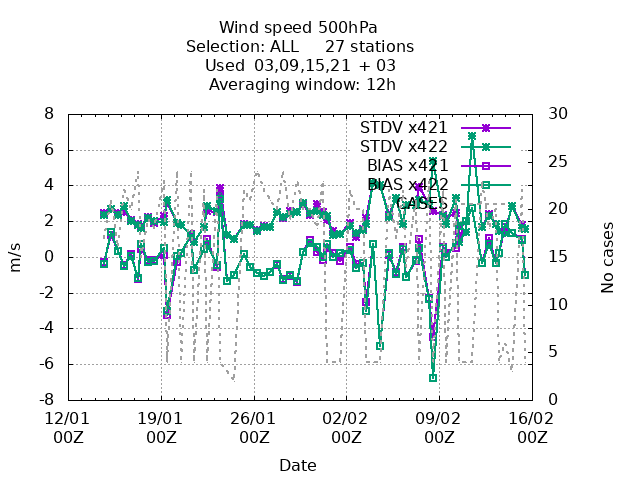 Wind speed 500hPa
Selection: ALL 27 stations
Used 03,09,15,21 + 03
Averaging window: 12h
STDV x421
STDV x422
BIAS x421
BIAS x422
CASES
m/s
8
6
4
2
0
-2
-4
-6
-8
No cases
30
25
20
15
10
5
0
12/01 19/01 26/01 02/02 09/02 16/02
00Z 00Z 00Z 00Z 00Z 00Z
Date